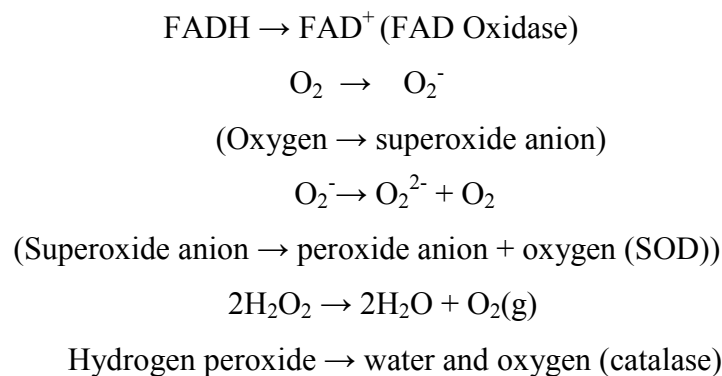 FADH → FAD⁺ (FAD Oxidase)
O₂ → O₂⁻
(Oxygen → superoxide anion)
O₂⁻→ O₂²⁻ + O₂
(Superoxide anion → peroxide anion + oxygen (SOD))
2H₂O₂ → 2H₂O + O₂(g)
Hydrogen peroxide → water and oxygen (catalase)